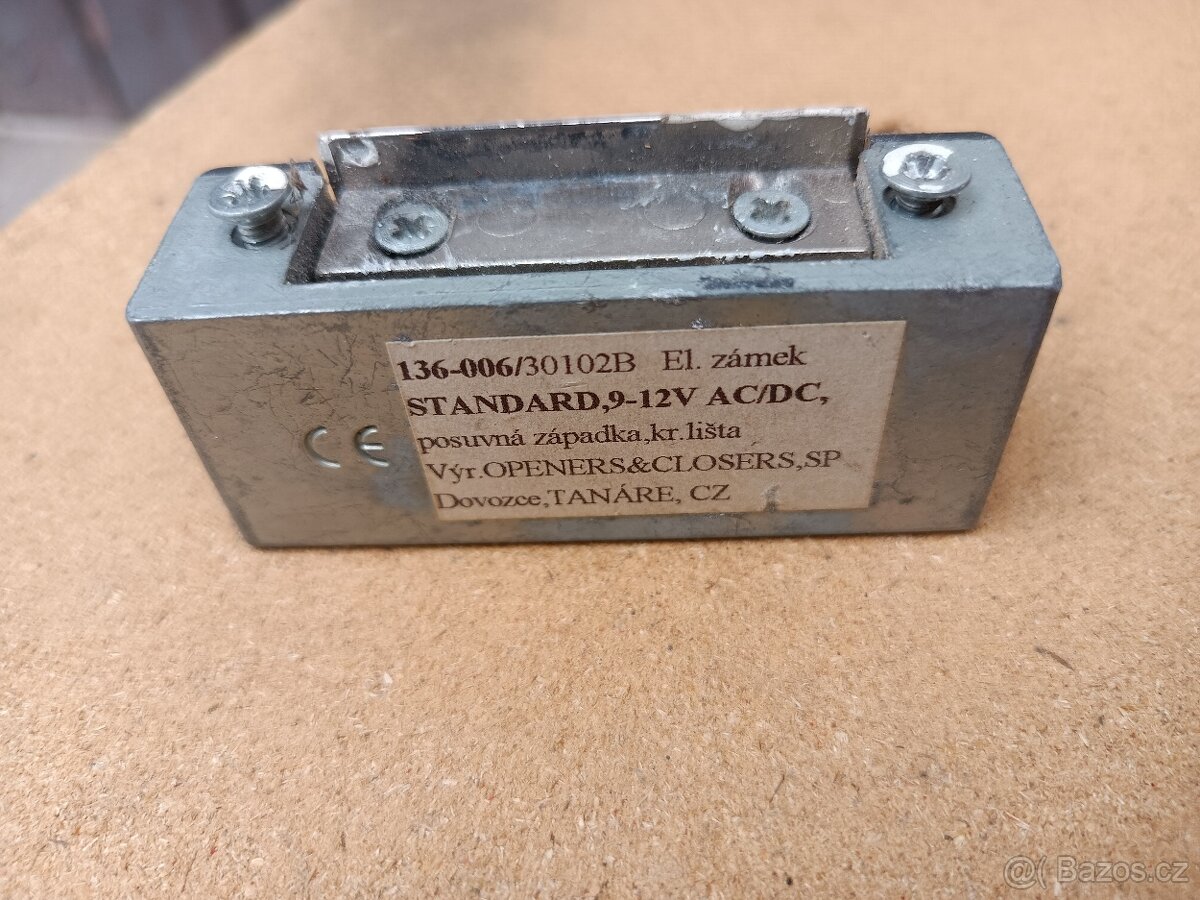 136-006/30102B El. zámek
STANDARD,9-12V AC/DC,
posuvná západka,kr.lišta
Výr.OPENERS&CLOSERS,SP
Dovozce,TANÁRE, CZ
CE
@( Bazos.cz